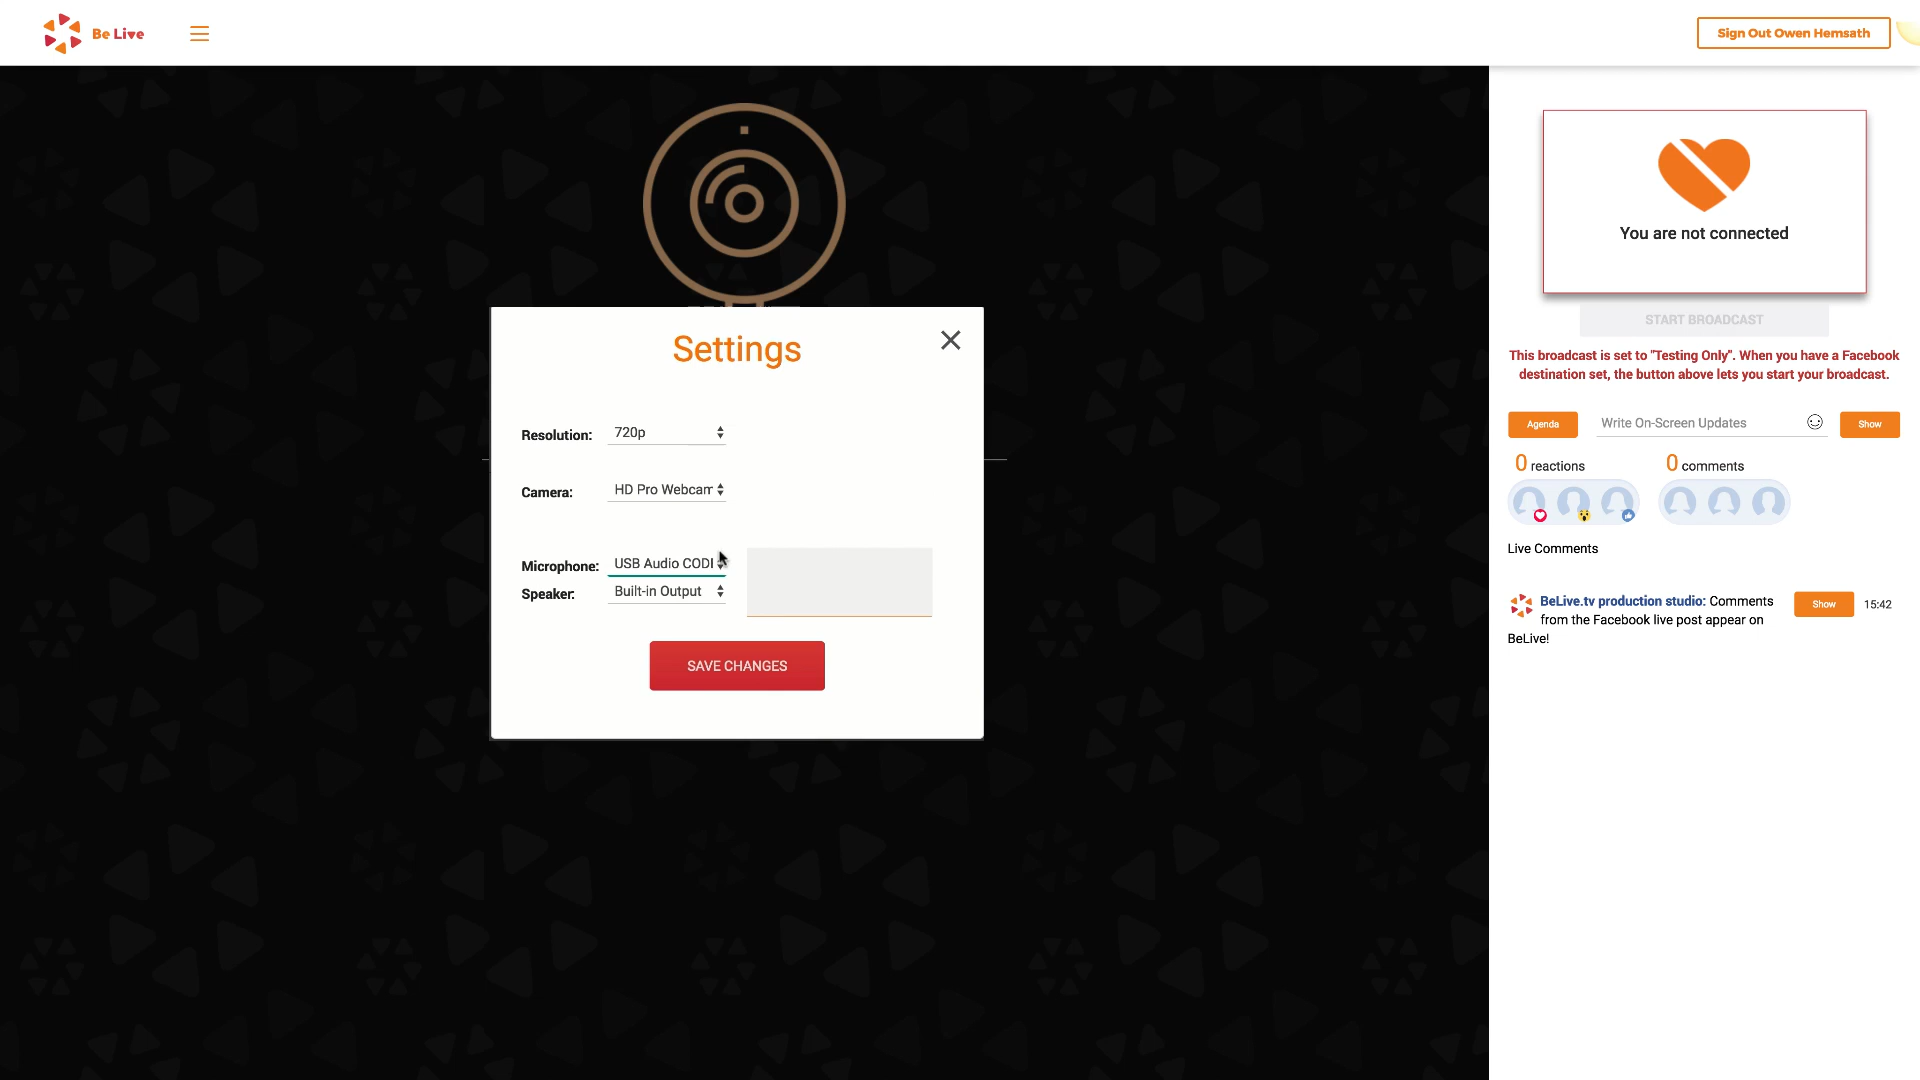 Be Live
Sign Out Owen Hemsath
You are not connected
START BROADCAST
This broadcast is set to "Testing Only". When you have a Facebook
destination set, the button above lets you start your broadcast.
Agenda
Write On-Screen Updates
Show
0 reactions
0 comments
Live Comments
BeLive.tv production studio: Comments
from the Facebook live post appear on
BeLive!
Show
15:42
Settings
Resolution:
720p
Camera:
HD Pro Webcam
Microphone:
USB Audio CODI
Speaker:
Built-in Output
SAVE CHANGES